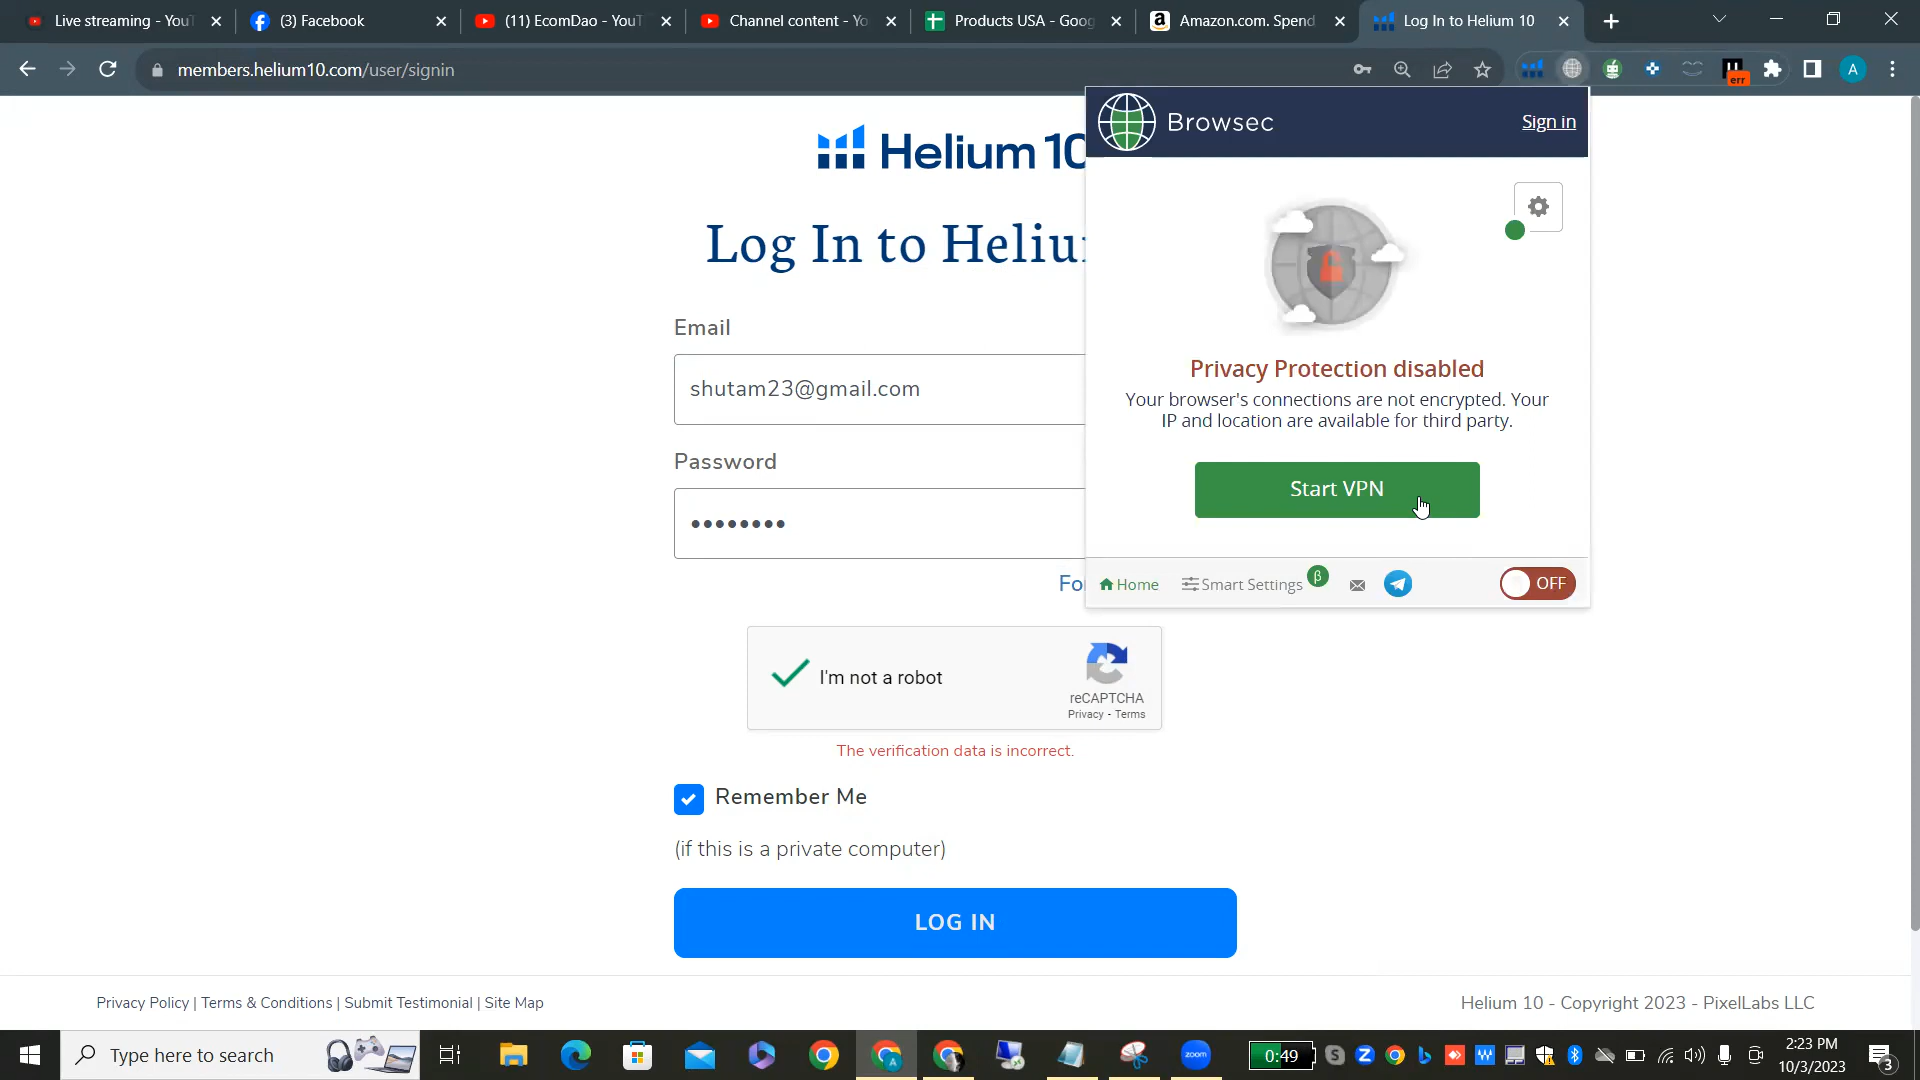 Live streaming - YouT
(3) Facebook
(11) EcomDao - YouT
Channel content - Yo
Products USA - Goog
Amazon.com. Spend
Log In to Helium 10
members.helium10.com/user/signin
A
err
Helium 10
Log In to Heliu
Email
shutam23@gmail.com
Password
••••••••
Fo
I'm not a robot
reCAPTCHA
Privacy - Terms
The verification data is incorrect.
Remember Me
(if this is a private computer)
LOG IN
Browsec
Sign in
Privacy Protection disabled
Your browser's connections are not encrypted. Your
IP and location are available for third party.
Start VPN
Home
Smart Settings
β
OFF
Privacy Policy | Terms & Conditions | Submit Testimonial | Site Map
Helium 10 - Copyright 2023 - PixelLabs LLC
Type here to search
zoom
0:49
2:23 PM
10/3/2023
3